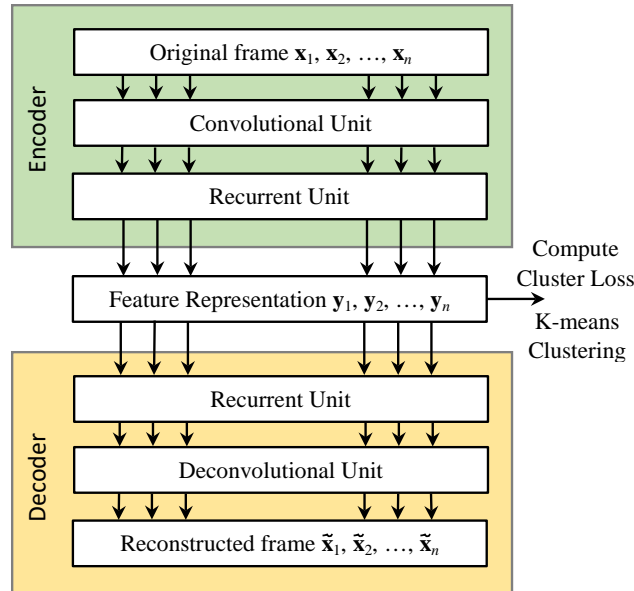 Encoder
Original frame x₁, x₂, …, xₙ
Convolutional Unit
Recurrent Unit
Feature Representation y₁, y₂, …, yₙ
Compute
Cluster Loss
K-means
Clustering
Decoder
Recurrent Unit
Deconvolutional Unit
Reconstructed frame x̃₁, x̃₂, …, x̃ₙ